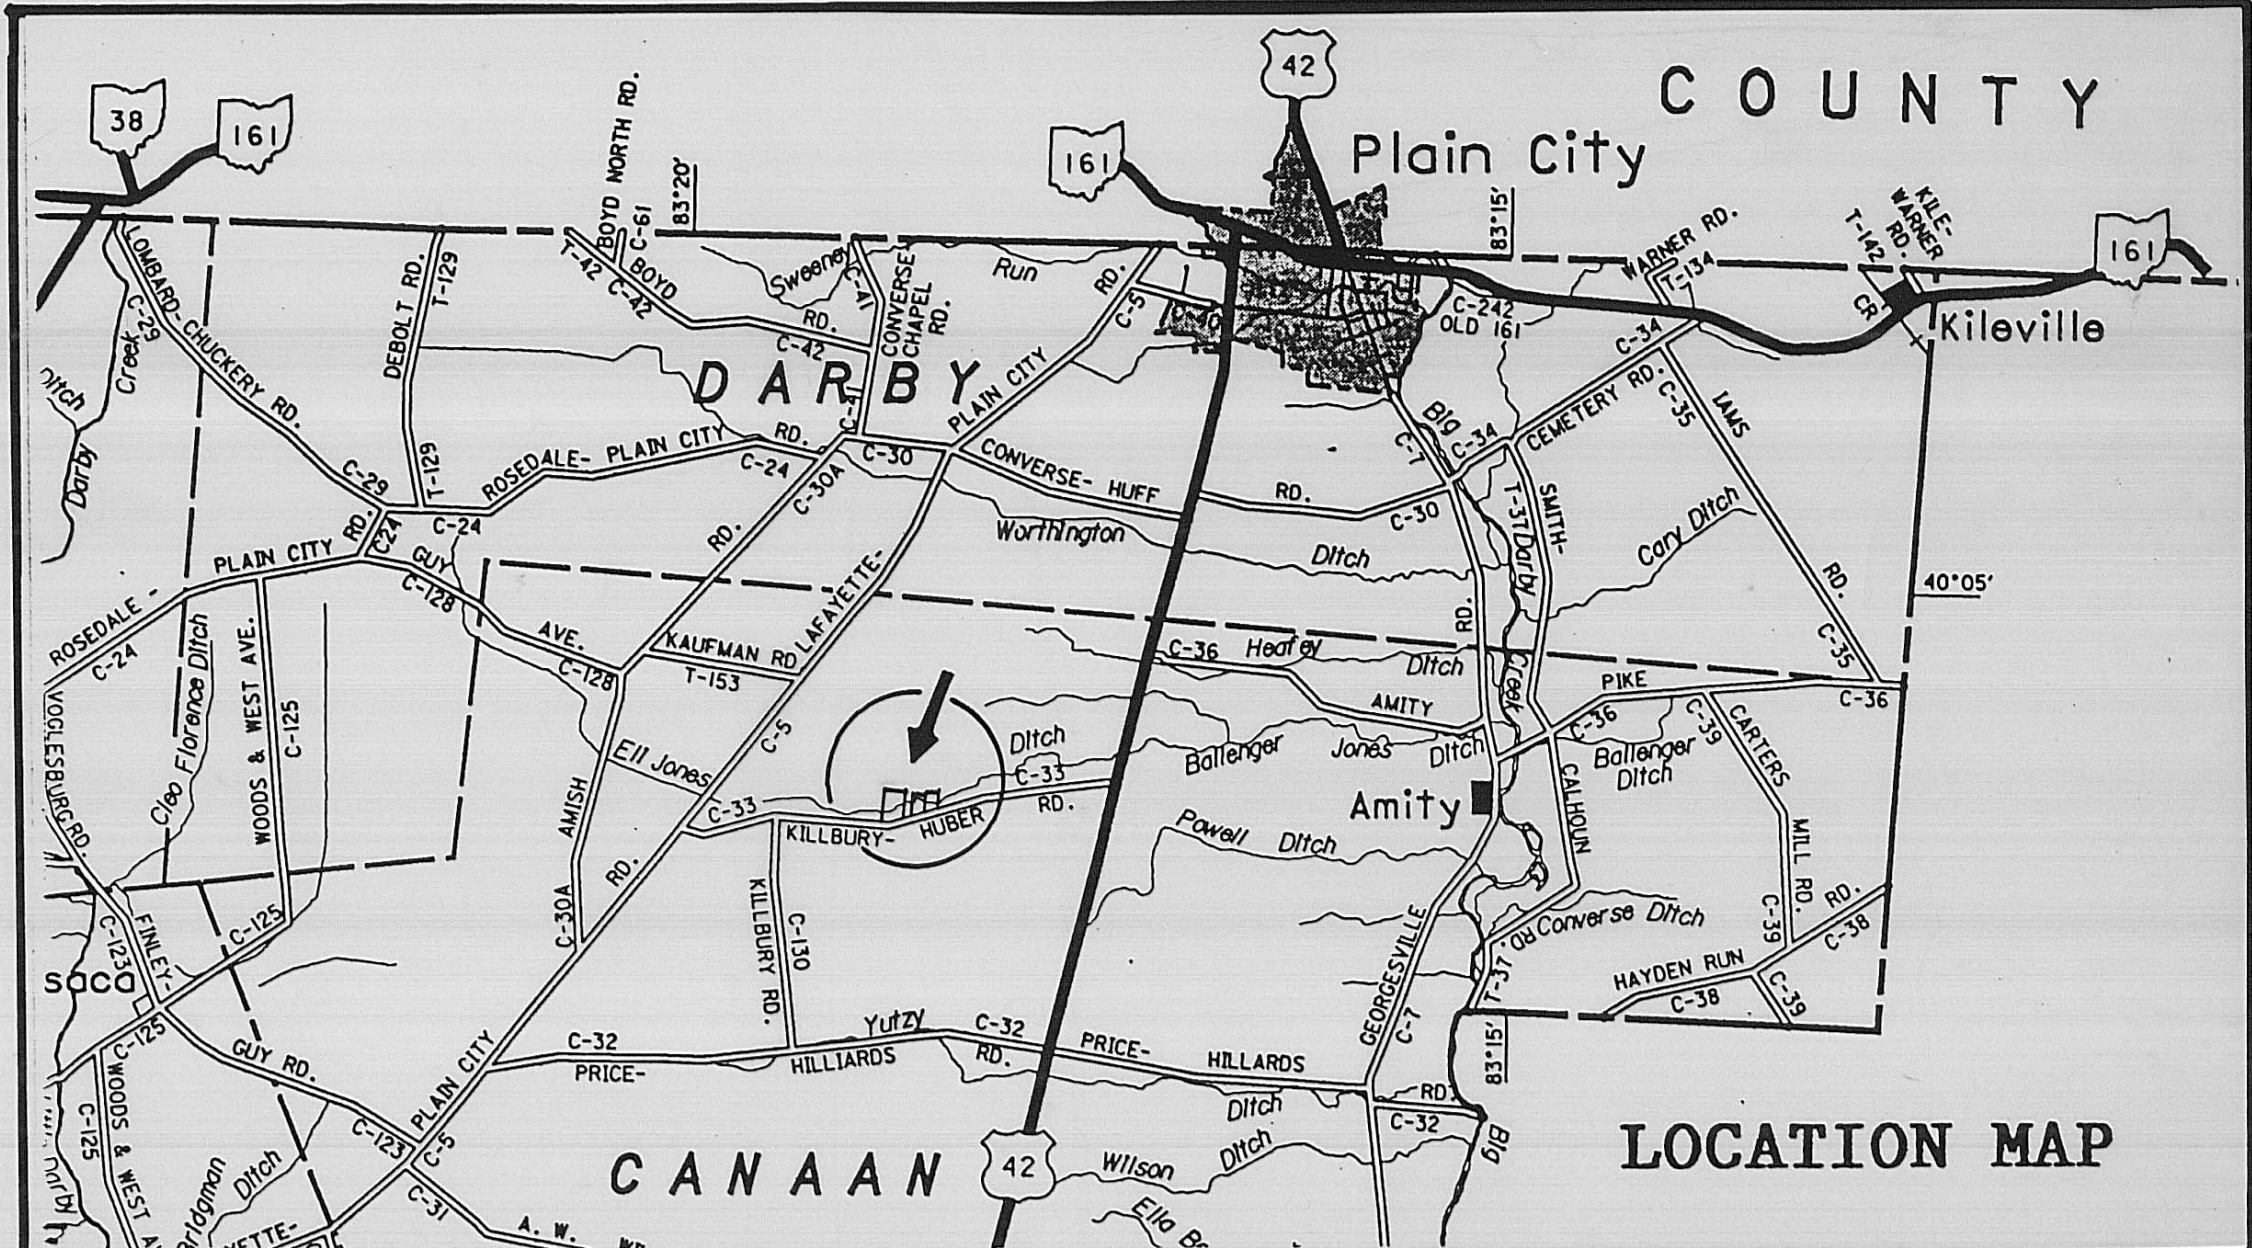 42
COUNTY
38
161
161
Plain City
161
BOYD NORTH RD.
C-61
83°20'
83°15'
WARNER RD.
T-134
KILE-
WARNER
RD.
T-142
CR
Kileville
LOMBARD- CHUCKERY RD.
C-29
C-29
DEBOLT RD.
T-129
T-129
T-42
BOYD
C-42
RD.
C-42
Sweeney
Run
C-41
CONVERSE
CHAPEL
RD.
C-41
RD.
C-5
C-40
C-242
OLD 161
C-34
CEMETERY RD.
C-34
C-35
IAMS
RD.
C-35
Ditch
Creek
Darby
DARBY
PLAIN CITY
Big
C-7
ROSEDALE- PLAIN CITY
RD.
C-24
C-24
C-30
C-30A
RD.
CONVERSE- HUFF
RD.
C-30
Worthington
Ditch
T-37
Darby
SMITH-
Cary Ditch
40°05'
RD.
C24
PLAIN CITY
ROSEDALE -
C-24
GUY
C-128
AVE.
C-128
KAUFMAN RD
T-153
LAFAYETTE-
RD.
C-36
Heafey
Ditch
Creek
AMITY
PIKE
C-36
C-36
VOGLESBURG RD.
Cleo Florence Ditch
WOODS & WEST AVE.
C-125
Ell Jones
C-5
Ditch
C-33
RD.
Ballenger
Jones
Ditch
Ballenger
Ditch
C-39
CARTERS
MILL RD.
C-39
AMISH
C-33
KILLBURY-
HUBER
Amity
CALHOUN
Powell
Ditch
RD.
C-30A
KILLBURY RD.
C-130
Converse Ditch
RD.
T-37
HAYDEN RUN
C-38
RD.
C-38
C-39
C-125
FINLEY-
C-123
saca
C-125
GUY RD.
C-123
PLAIN CITY
C-5
C-32
PRICE-
Yutzy
HILLIARDS
C-32
RD.
PRICE-
HILLARDS
GEORGESVILLE
C-7
83°15'
Ditch
RD.
C-32
Big
WOODS & WEST
C-125
Bridgman
Ditch
CANAAN
42
Wilson
Ditch
LOCATION MAP
C-31
A. W.
Ella